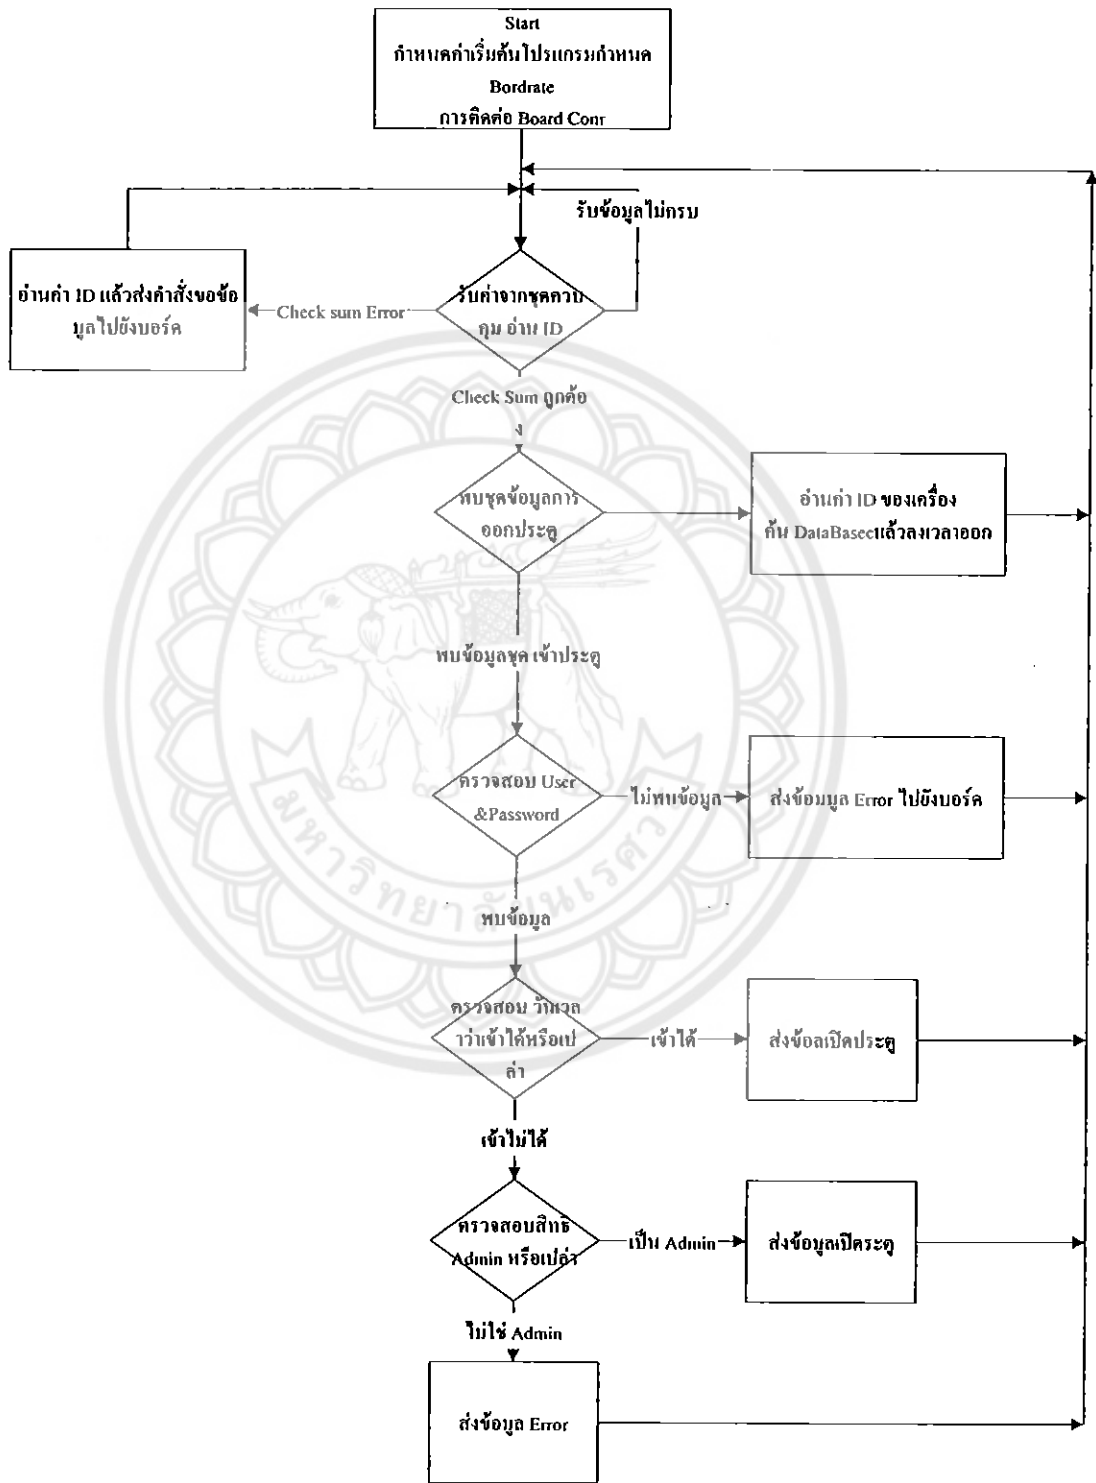 Start
กำหนดค่าเริ่มต้นโปรแกรมกำหนด
Bordrate
การติดต่อ Board Conr
รับข้อมูลไม่ครบ
อ่านค่า ID แล้วส่งคำสั่งขอข้อ
มูลไปยังบอร์ด
Check sum Error
รับค่าจากชุดควบ
คุม อ่าน ID
Check Sum ถูกต้อ
ง
พบชุดข้อมูลการ
ออกประตู
อ่านค่า ID ของเครื่อง
ค้น DataBaseแล้วลงเวลาออก
พบข้อมูลชุด เข้าประตู
ตรวจสอบ User
&Password
ไม่พบข้อมูล
ส่งข้อมมูล Error ไปยังบอร์ด
มหาวิทยาลัยนเรศวร
พบข้อมูล
ตรวจสอบ วันเวล
าว่าเข้าได้หรือเป
ล่า
เข้าได้
ส่งข้อลเปิดประตู
เข้าไม่ได้
ตรวจสอบสิทธิ
Admin หรือเปล่า
เป็น Admin
ส่งข้อมูลเปิดระตู
ไม่ใช่ Admin
ส่งข้อมูล Error